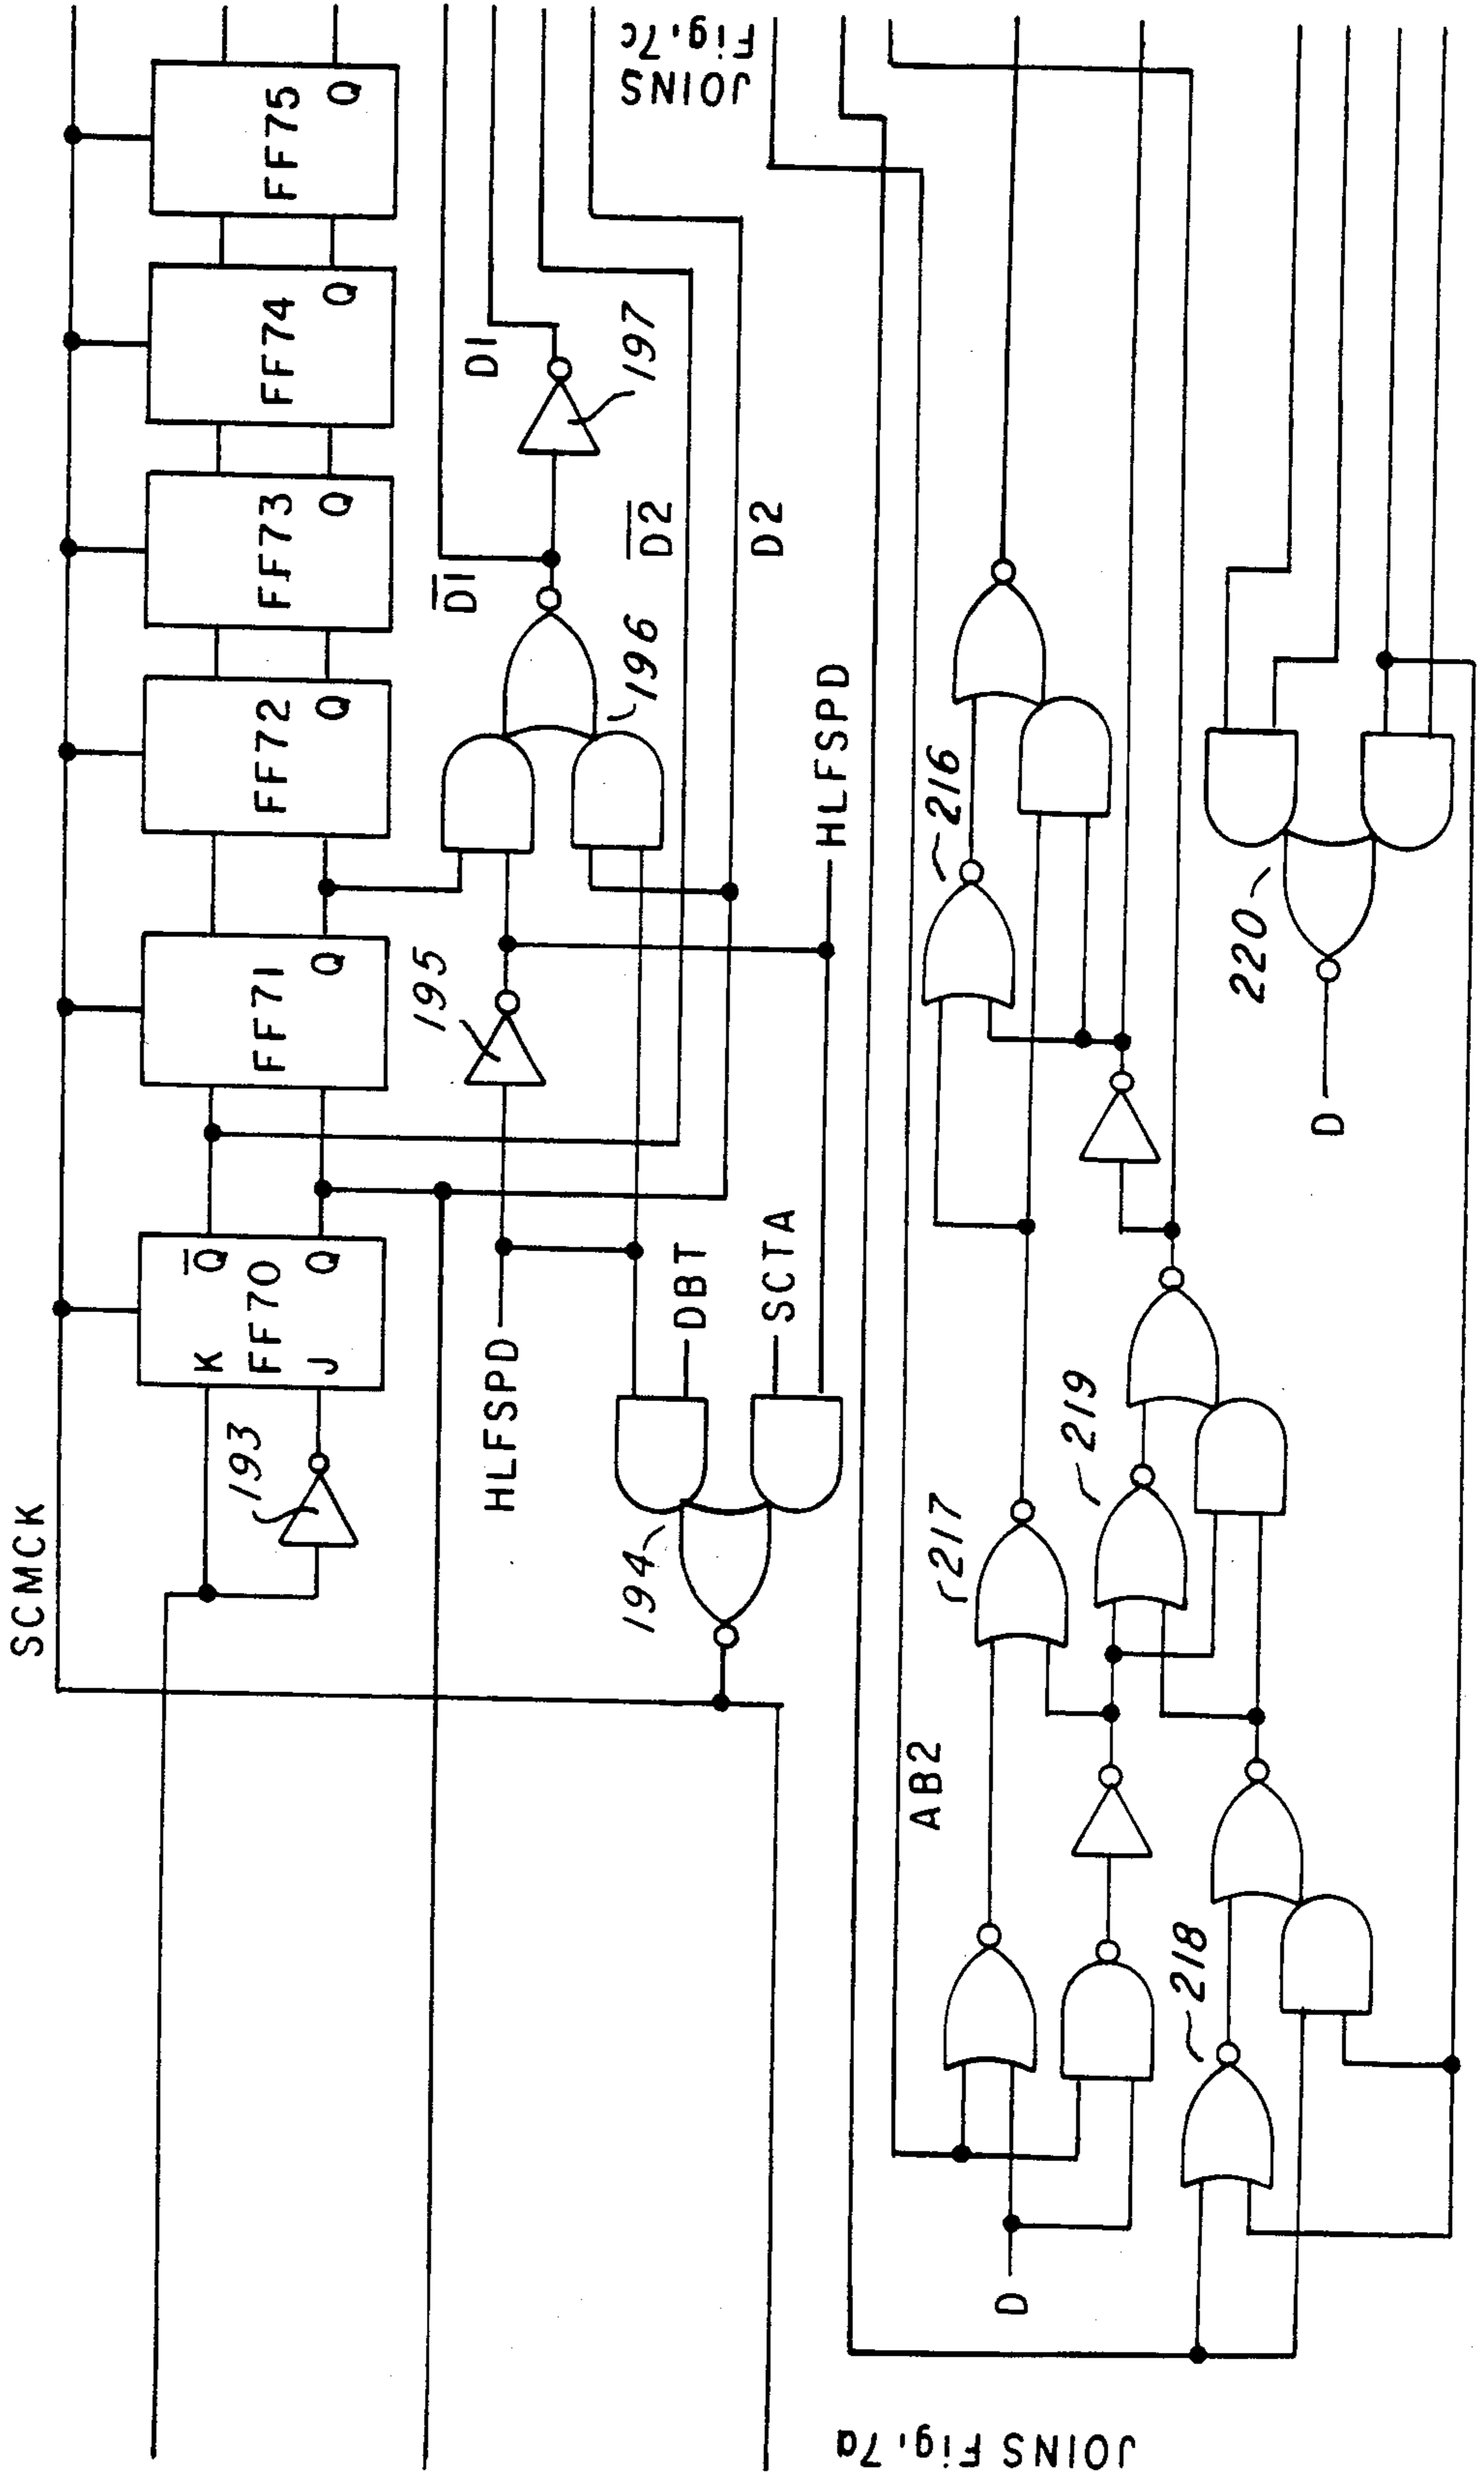 SCMCK
193
K
FF70
J
Q̅
Q
FF71
Q
FF72
Q
FF73
Q
FF74
Q
FF75
Q
HLFSPD
195
D̅1̅
D1
197
196
D̅2̅
D2
194
DBT
SCTA
HLFSPD
JOINS
Fig. 7c
AB2
D
217
216
218
219
220
D
JOINS Fig. 7a